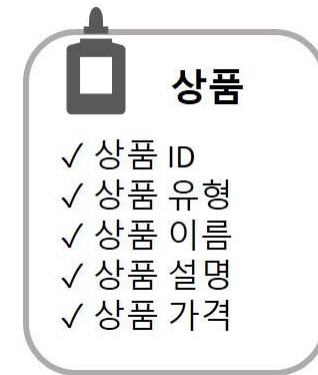 상품
✓ 상품 ID
✓ 상품 유형
✓ 상품 이름
✓ 상품 설명
✓ 상품 가격